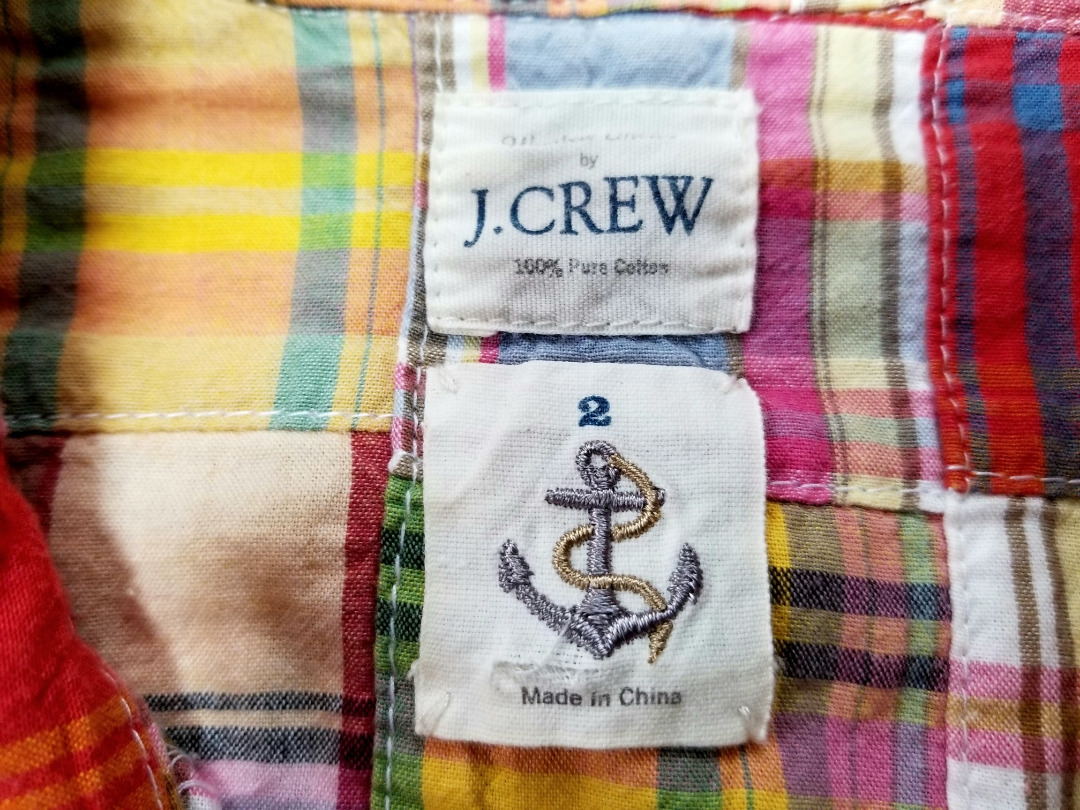 by
J.CREW
100% Pure Cotton
2
Made in China